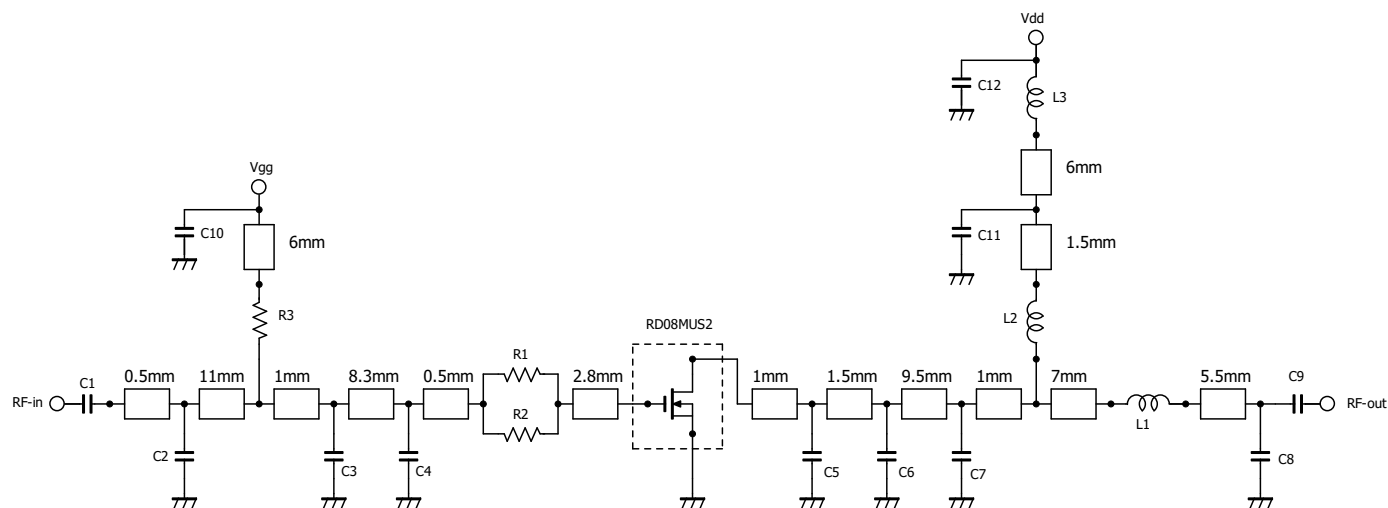 Vdd
C12
L3
6mm
Vgg
C10
6mm
C11
1.5mm
R3
L2
RD08MUS2
R1
RF-in
C1
0.5mm
11mm
1mm
8.3mm
0.5mm
2.8mm
1mm
1.5mm
9.5mm
1mm
7mm
5.5mm
C9
RF-out
R2
L1
C2
C3
C4
C5
C6
C7
C8